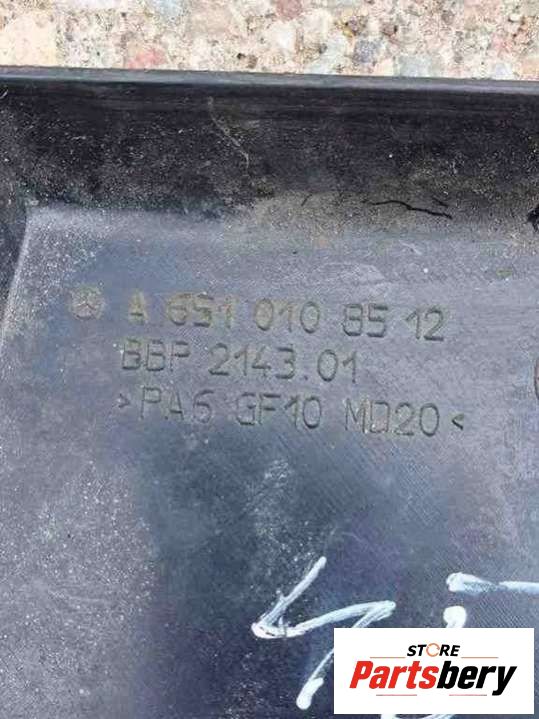 A 651 010 85 12
BBP 2143.01
>PA6 GF10 MD20<
STORE
Partsbery